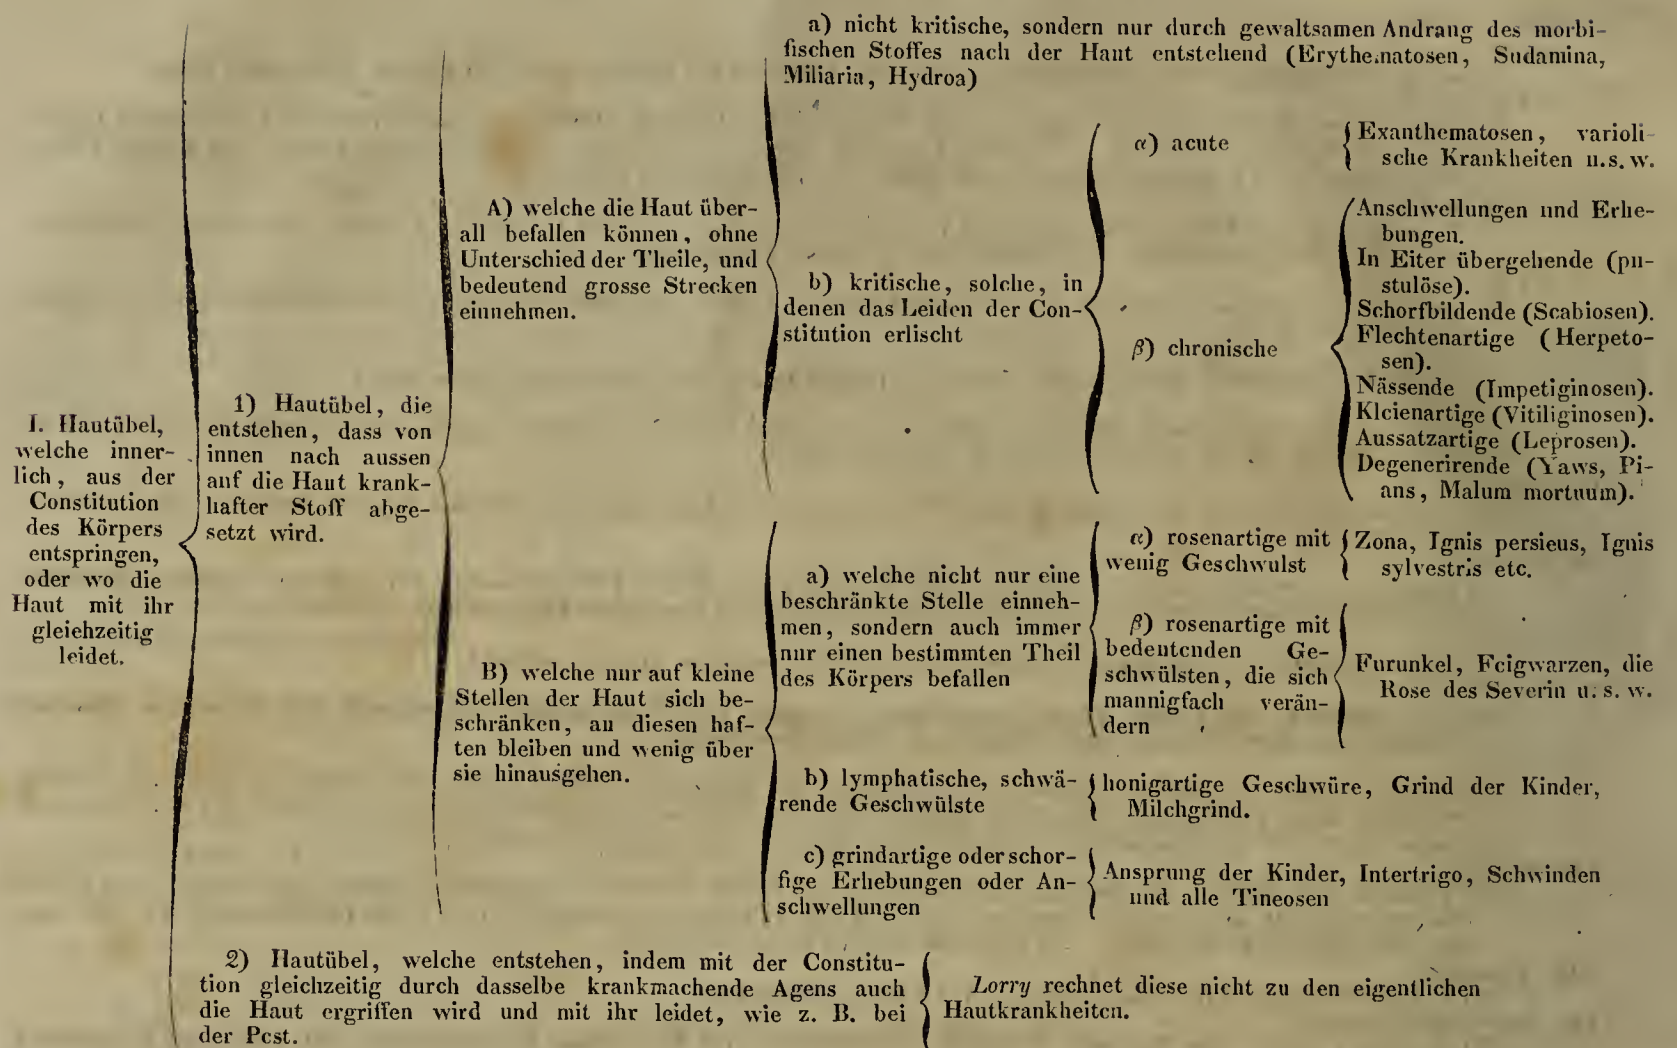 I. Hautübel,
welche inner-
lich, aus der
Constitution
des Körpers
entspringen,
oder wo die
Haut mit ihr
gleichzeitig
leidet.
1) Hautübel, die
entstehen, dass von
innen nach aussen
auf die Haut krank-
hafter Stoff abge-
setzt wird.
A) welche die Haut über-
all befallen können, ohne
Unterschied der Theile, und
bedeutend grosse Strecken
einnehmen.
a) nicht kritische, sondern nur durch gewaltsamen Andrang des morbi-
fischen Stoffes nach der Haut entstehend (Erythematosen, Sudamina,
Miliaria, Hydroa)
b) kritische, solche, in
denen das Leiden der Con-
stitution erlischt
α) acute
Exanthematosen, varioli-
sche Krankheiten u.s.w.
β) chronische
Anschwellungen und Erhe-
bungen.
In Eiter übergehende (pu-
stulöse).
Schorfbildende (Scabiosen).
Flechtenartige (Herpeto-
sen).
Nässende (Impetiginosen).
Kleienartige (Vitiliginosen).
Aussatzartige (Leprosen).
Degenerirende (Yaws, Pi-
ans, Malum mortuum).
B) welche nur auf kleine
Stellen der Haut sich be-
schränken, an diesen haf-
ten bleiben und wenig über
sie hinausgehen.
a) welche nicht nur eine
beschränkte Stelle einneh-
men, sondern auch immer
nur einen bestimmten Theil
des Körpers befallen
α) rosenartige mit
wenig Geschwulst
Zona, Ignis persicus, Ignis
sylvestris etc.
β) rosenartige mit
bedeutenden Ge-
schwülsten, die sich
mannigfach verän-
dern
Furunkel, Feigwarzen, die
Rose des Severin u. s. w.
b) lymphatische, schwä-
rende Geschwülste
honigartige Geschwüre, Grind der Kinder,
Milchgrind.
c) grindartige oder schor-
fige Erhebungen oder An-
schwellungen
Ansprung der Kinder, Intertrigo, Schwinden
und alle Tineosen
2) Hautübel, welche entstehen, indem mit der Constitu-
tion gleichzeitig durch dasselbe krankmachende Agens auch
die Haut ergriffen wird und mit ihr leidet, wie z. B. bei
der Pest.
Lorry rechnet diese nicht zu den eigentlichen
Hautkrankheiten.